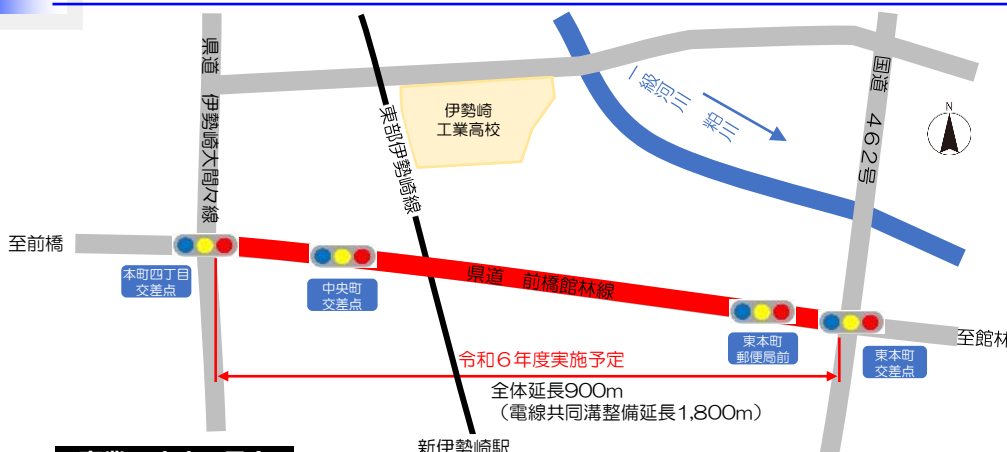 県道 伊勢崎大間々線
東部伊勢崎線
伊勢崎
工業高校
一級河川 粕川
国道 462号
N
至前橋
本町四丁目
交差点
中央町
交差点
県道 前橋館林線
東本町
郵便局前
東本町
交差点
至館林
令和6年度実施予定
全体延長900m
(電線共同溝整備延長1,800m)
新伊勢崎駅